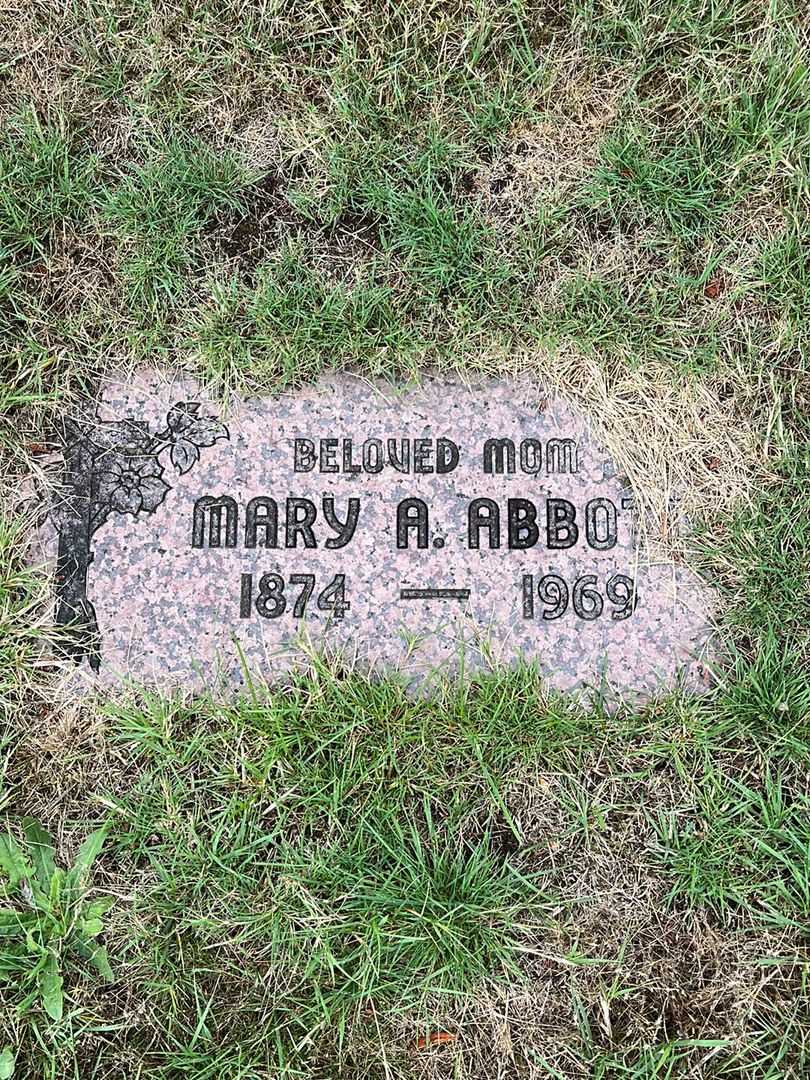 BELOVED MOM
MARY A. ABBOT
1874 — 1969